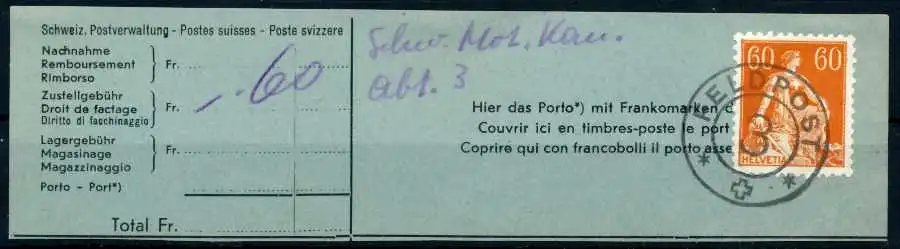 Schweiz. Postverwaltung - Postes suisses - Poste svizzere
Nachnahme
Remboursement
Rimborso
Fr.
Zustellgebühr
Droit de factage
Diritto di facchinaggio
Fr.
-.60
Lagergebühr
Magasinage
Magazzinaggio
Fr.
Porto - Port*)
Total Fr.
Schw. Mot. Kan.
Abt. 3
Hier das Porto*) mit Frankomarken
Couvrir ici en timbres-poste le port
Coprire qui con francobolli il porto
60 60
HELVETIA
FELDPOST
3